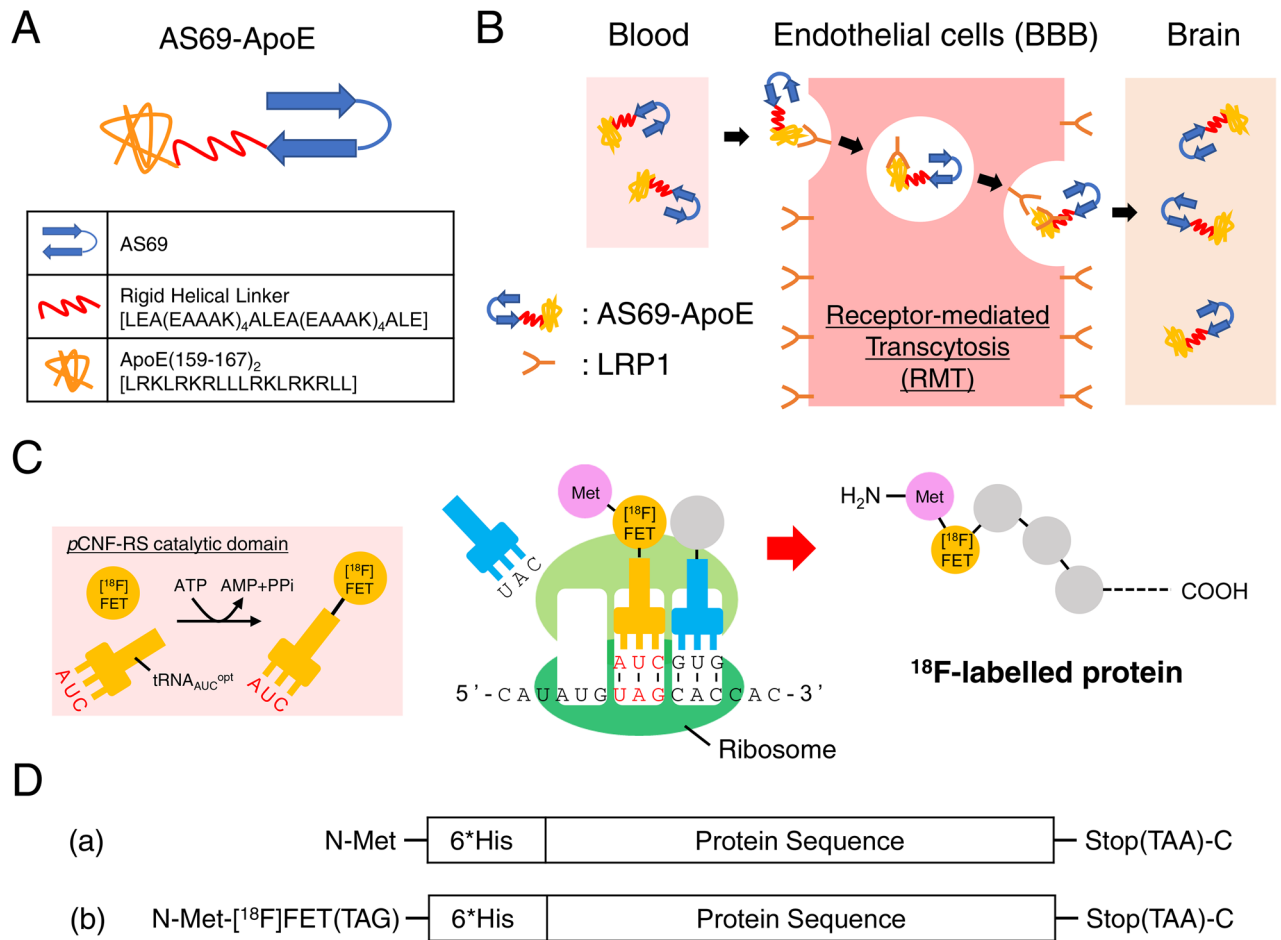 A
AS69-ApoE
AS69
Rigid Helical Linker
[LEA(EAAAK)₄ALEA(EAAAK)₄ALE]
ApoE(159-167)₂
[LRKLRKRLLLRKLRKRLL]
B
Blood
Endothelial cells (BBB)
Brain
: AS69-ApoE
: LRP1
Receptor-mediated
Transcytosis
(RMT)
C
pCNF-RS catalytic domain
[¹⁸F]
FET
ATP
AMP+PPi
[¹⁸F]
FET
AUC
tRNA_AUC^opt
AUC
Met
[¹⁸F]
FET
UAC
AUCGUG
5'-CAUAUGUAGCACCAC-3'
Ribosome
H₂N
Met
[¹⁸F]
FET
COOH
¹⁸F-labelled protein
D
(a)
N-Met
6*His
Protein Sequence
Stop(TAA)-C
(b)
N-Met-[¹⁸F]FET(TAG)
6*His
Protein Sequence
Stop(TAA)-C